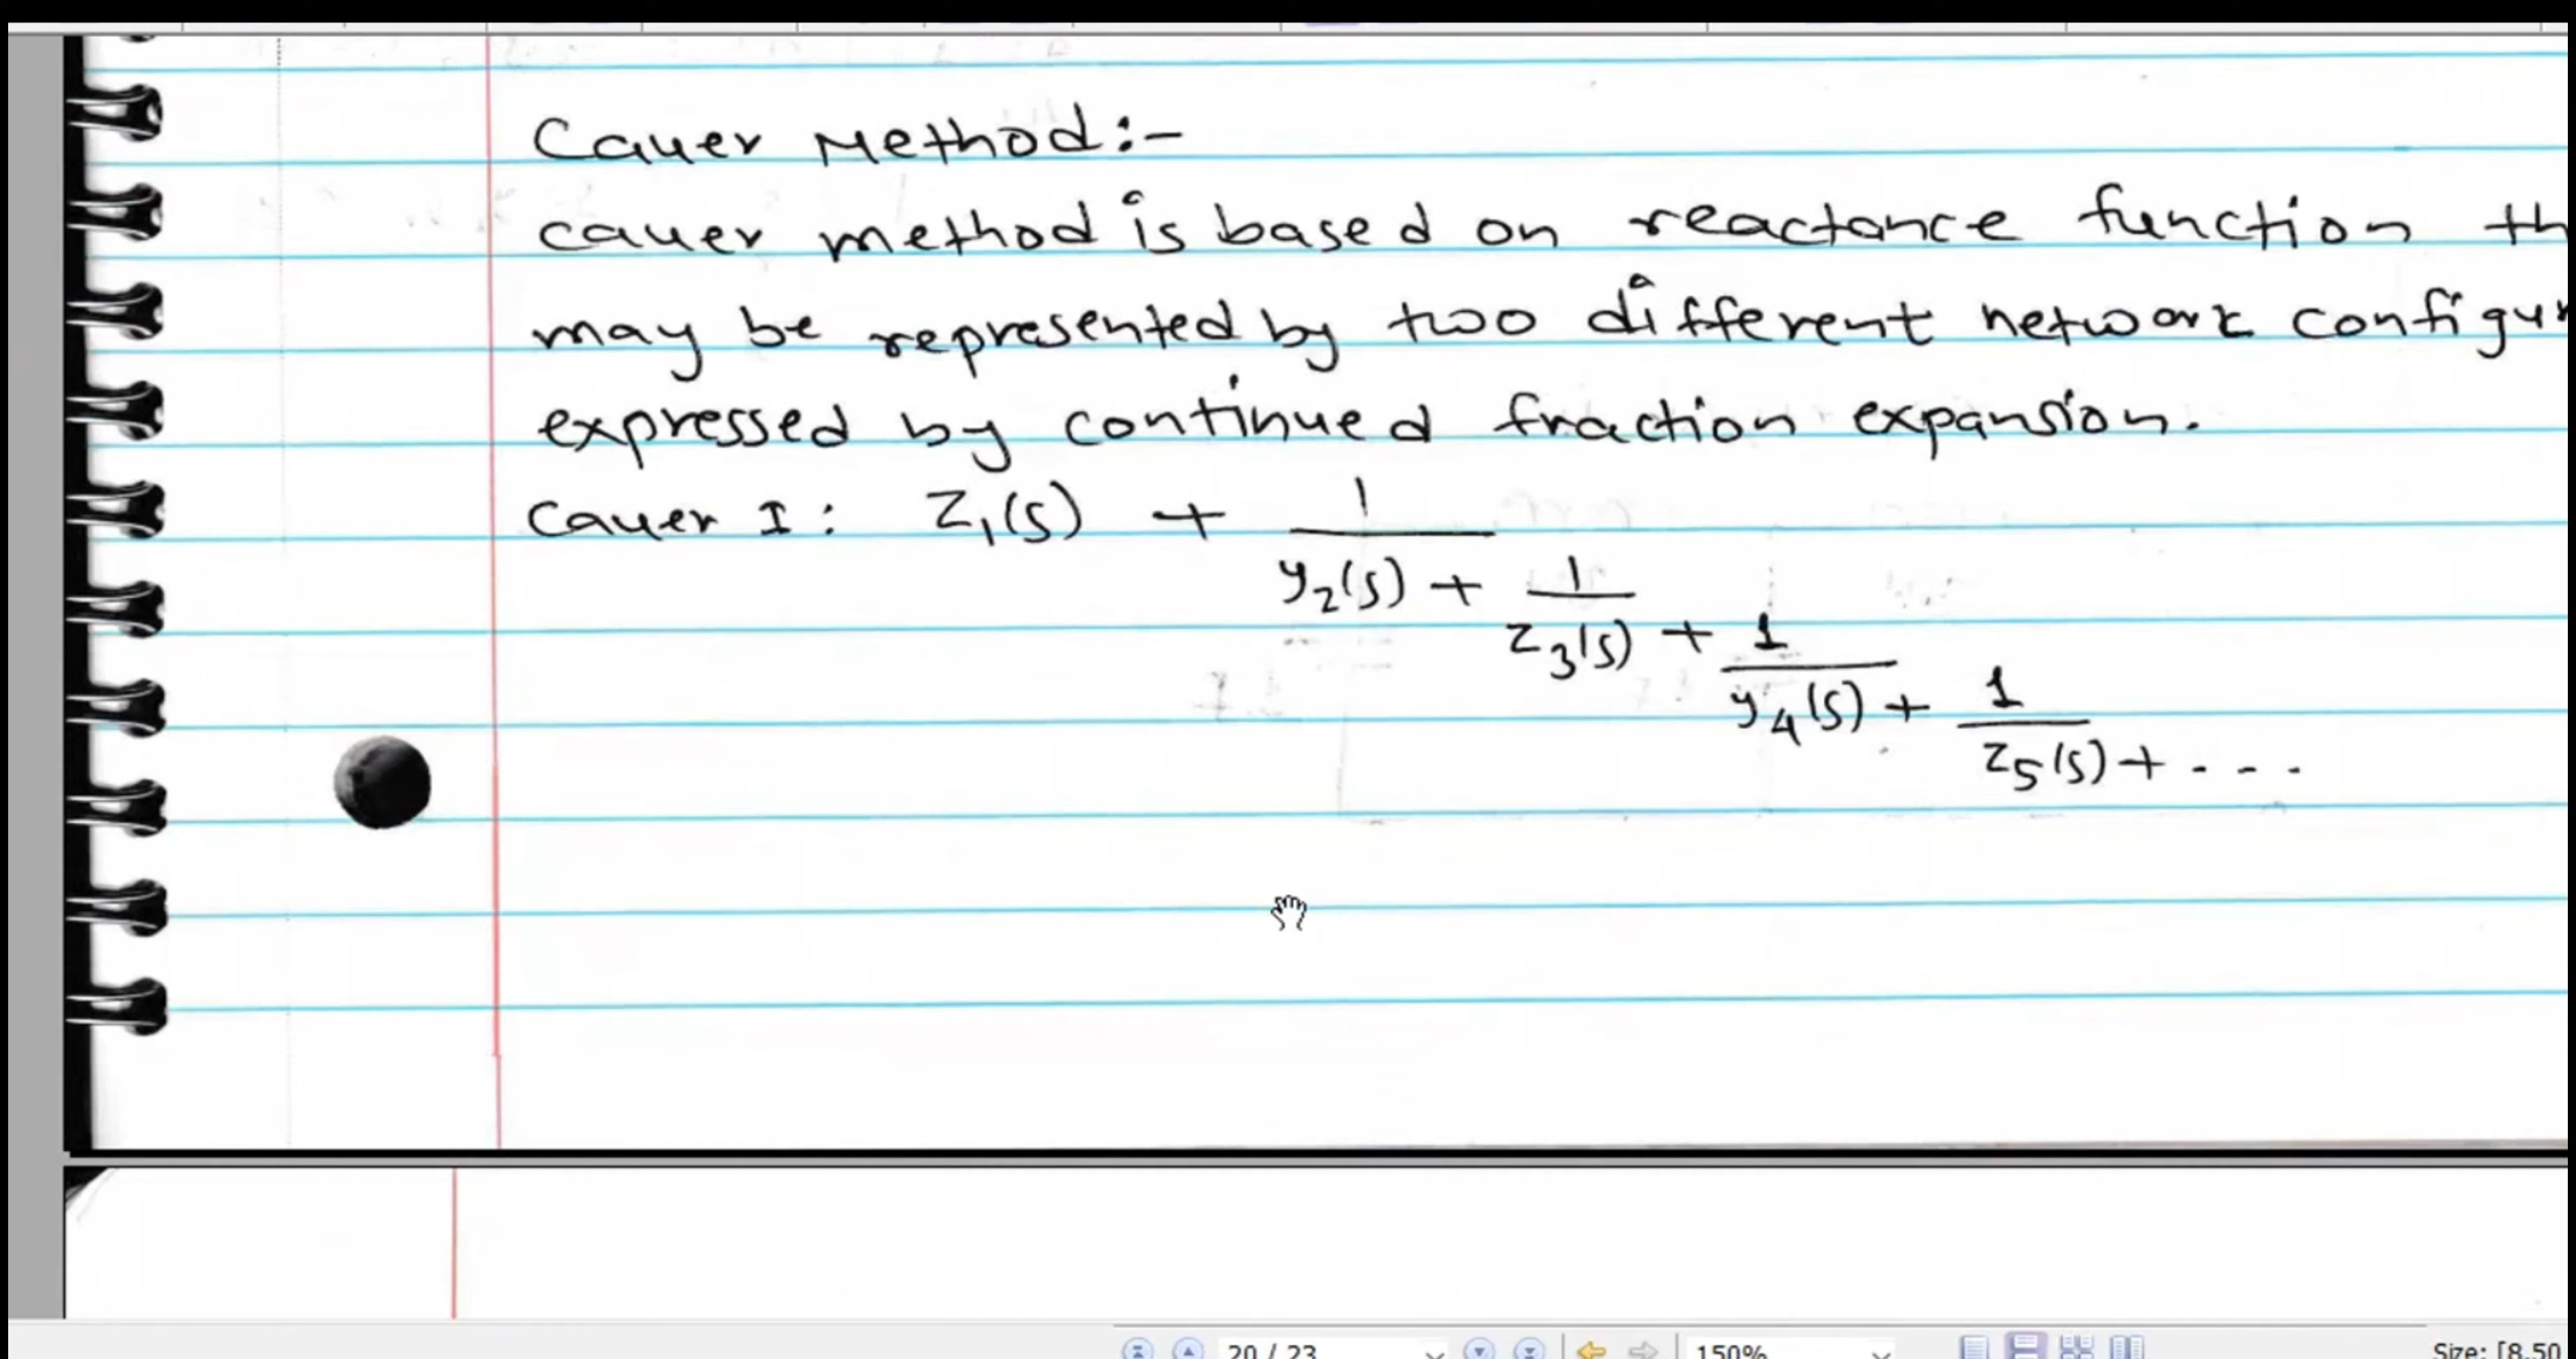 Cauer Method:-
cauer method is based on reactance function th
may be represented by two different network configur
expressed by continued fraction expansion.
Cauer I: Z₁(s) + 1
y₂(s) + 1
z₃(s) + 1
y₄(s) + 1
z₅(s) + ---
20 / 23 150% Size: [8.50